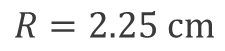 R = 2.25 cm